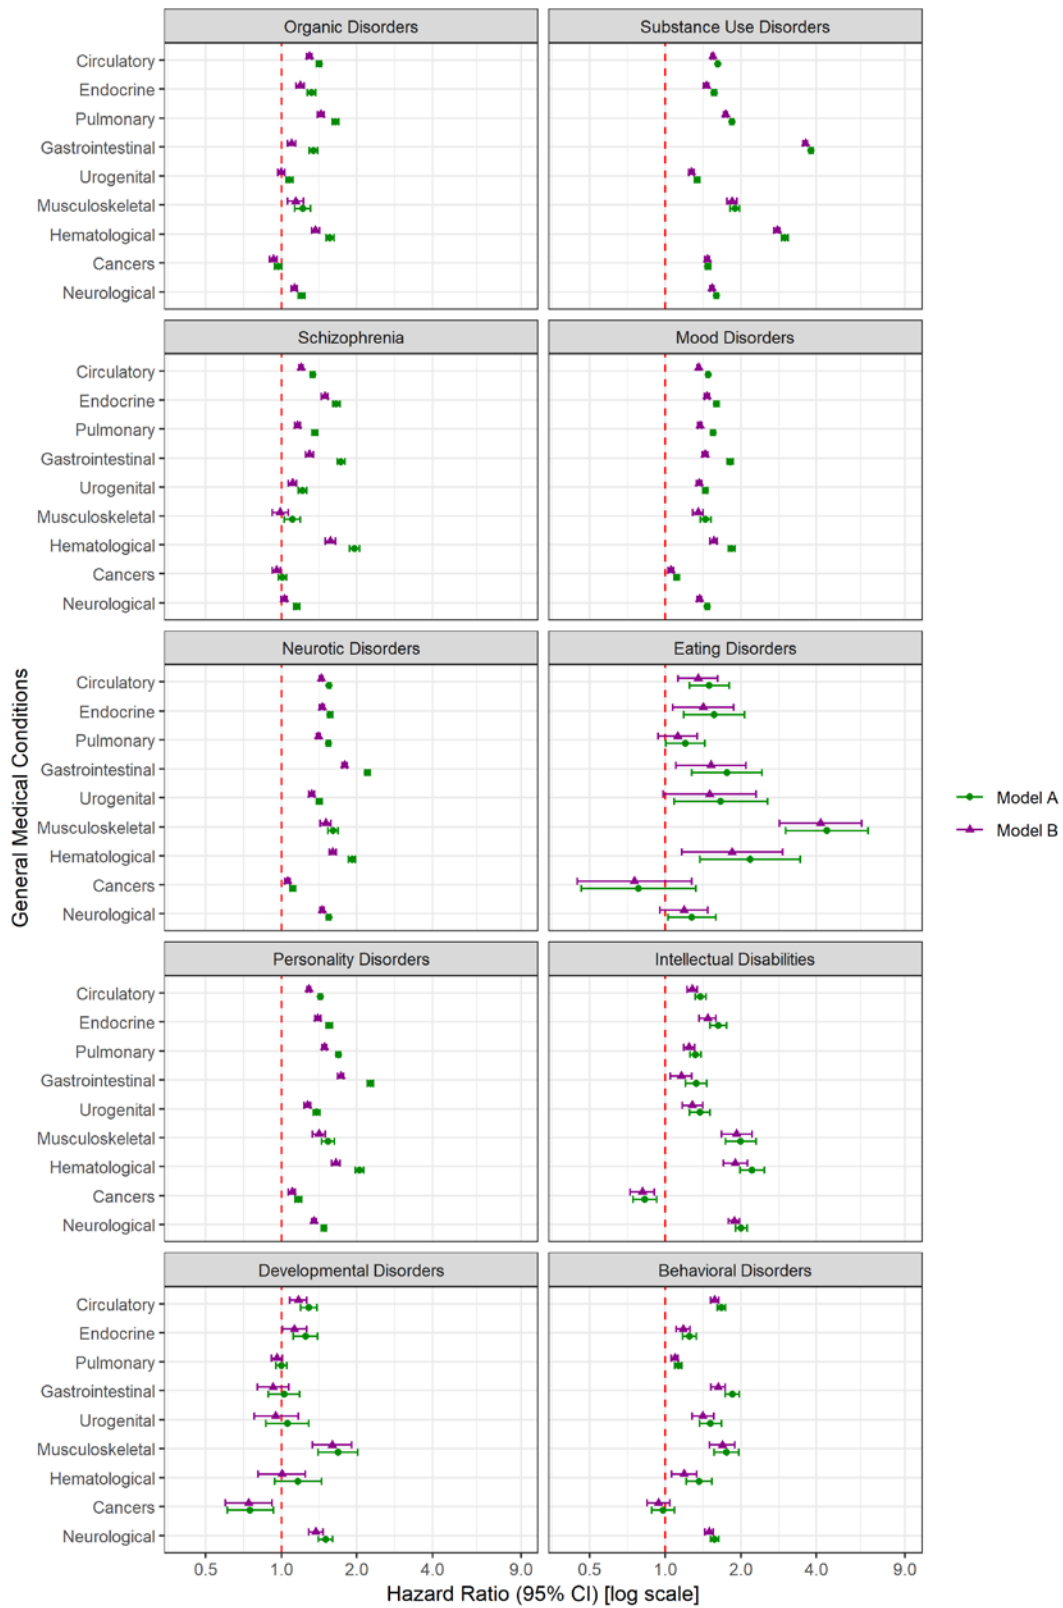 Organic Disorders
Substance Use Disorders
Circulatory
Endocrine
Pulmonary
Gastrointestinal
Urogenital
Musculoskeletal
Hematological
Cancers
Neurological
Schizophrenia
Mood Disorders
Circulatory
Endocrine
Pulmonary
Gastrointestinal
Urogenital
Musculoskeletal
Hematological
Cancers
Neurological
Neurotic Disorders
Eating Disorders
Circulatory
Endocrine
Pulmonary
Gastrointestinal
Urogenital
Musculoskeletal
Hematological
Cancers
Neurological
General Medical Conditions
Model A
Model B
Personality Disorders
Intellectual Disabilities
Circulatory
Endocrine
Pulmonary
Gastrointestinal
Urogenital
Musculoskeletal
Hematological
Cancers
Neurological
Developmental Disorders
Behavioral Disorders
Circulatory
Endocrine
Pulmonary
Gastrointestinal
Urogenital
Musculoskeletal
Hematological
Cancers
Neurological
0.5 1.0 2.0 4.0 9.0 0.5 1.0 2.0 4.0 9.0
Hazard Ratio (95% CI) [log scale]